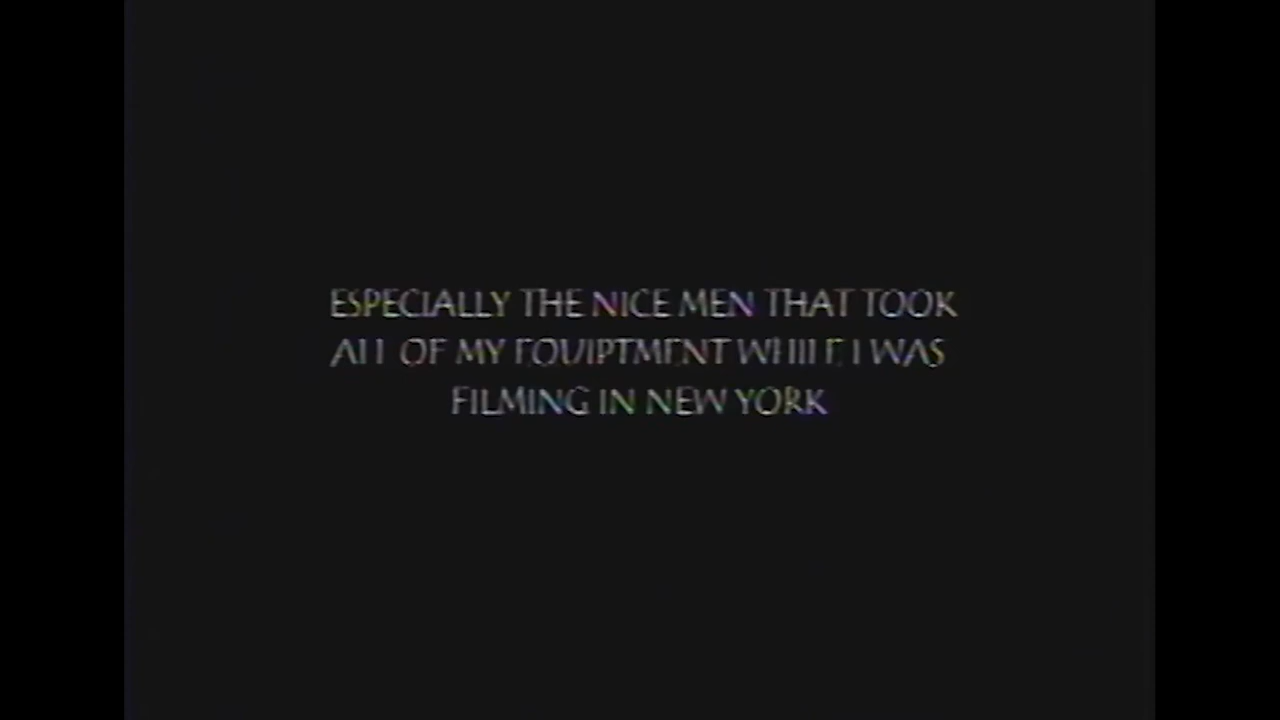 ESPECIALLY THE NICE MEN THAT TOOK
ALL OF MY EQUIPTMENT WHILE I WAS
FILMING IN NEW YORK